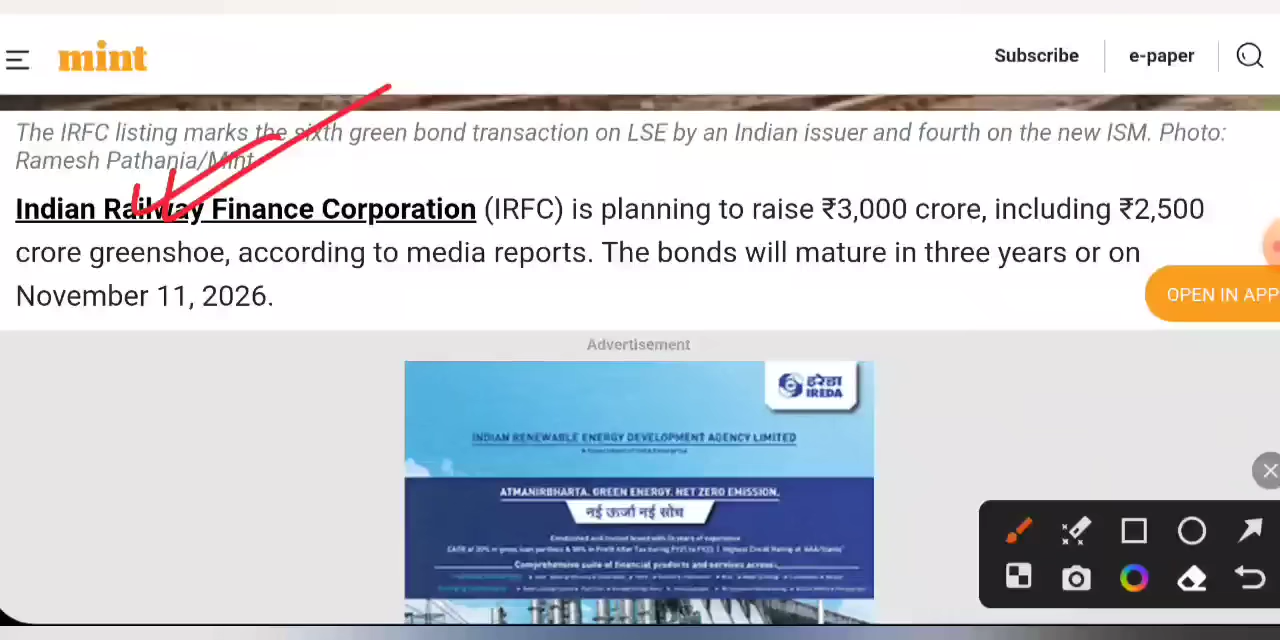 mint
Subscribe
e-paper
The IRFC listing marks the sixth green bond transaction on LSE by an Indian issuer and fourth on the new ISM. Photo:
Ramesh Pathania/Mint
Indian Railway Finance Corporation (IRFC) is planning to raise ₹3,000 crore, including ₹2,500
crore greenshoe, according to media reports. The bonds will mature in three years or on
November 11, 2026.
OPEN IN APP
Advertisement
इरेडा
IREDA
INDIAN RENEWABLE ENERGY DEVELOPMENT AGENCY LIMITED
ATMANIRBHARTA. GREEN ENERGY. NET ZERO EMISSION.
नई ऊर्जा नई सोच
Comprehensive suite of financial products and services across